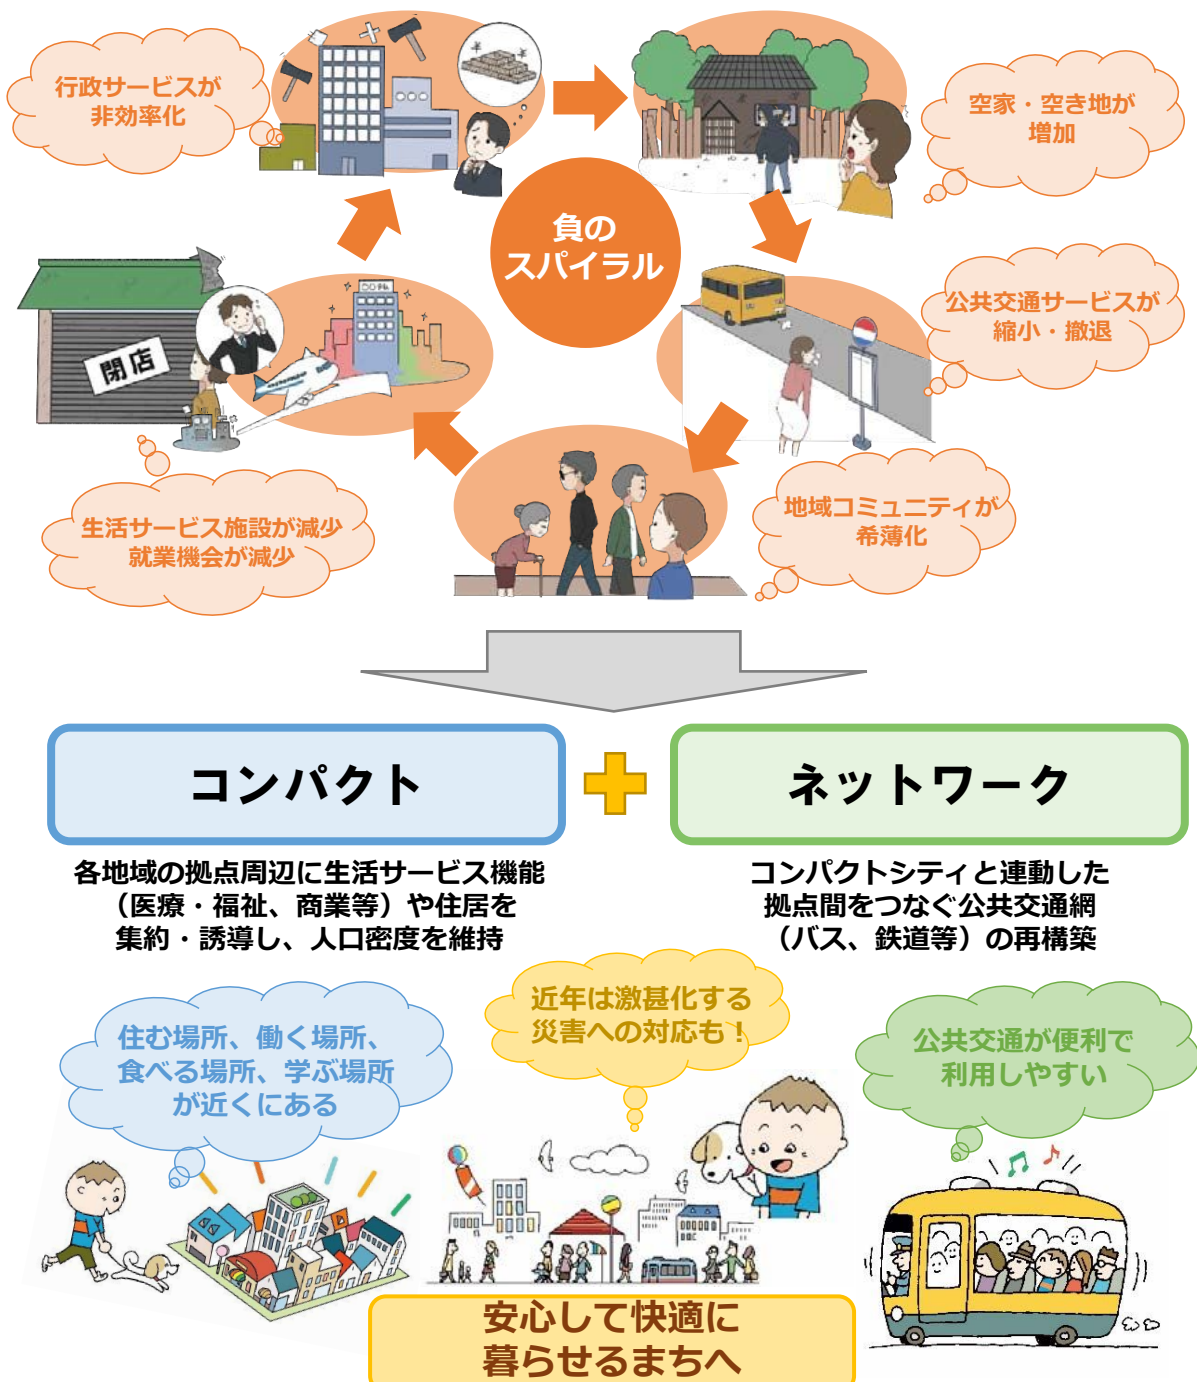 行政サービスが
非効率化
空家・空き地が
増加
負の
スパイラル
公共交通サービスが
縮小・撤退
閉店
生活サービス施設が減少
就業機会が減少
地域コミュニティが
希薄化
コンパクト
ネットワーク
各地域の拠点周辺に生活サービス機能
（医療・福祉、商業等）や住居を
集約・誘導し、人口密度を維持
コンパクトシティと連動した
拠点間をつなぐ公共交通網
（バス、鉄道等）の再構築
住む場所、働く場所、
食べる場所、学ぶ場所
が近くにある
近年は激甚化する
災害への対応も！
公共交通が便利で
利用しやすい
安心して快適に
暮らせるまちへ